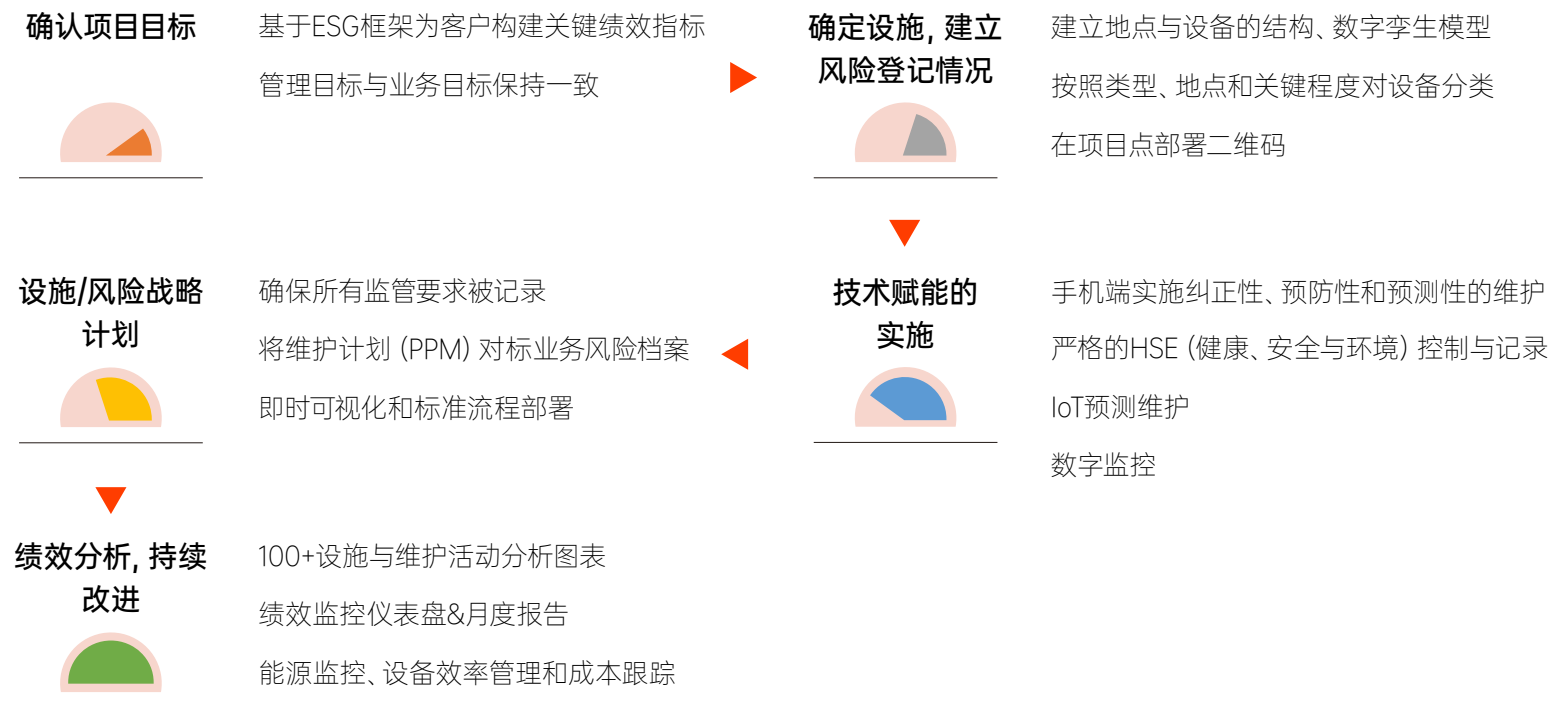 确认项目目标
基于ESG框架为客户构建关键绩效指标
管理目标与业务目标保持一致
确定设施, 建立
风险登记情况
建立地点与设备的结构、数字孪生模型
按照类型、地点和关键程度对设备分类
在项目点部署二维码
设施/风险战略
计划
确保所有监管要求被记录
将维护计划（PPM）对标业务风险档案
即时可视化和标准流程部署
技术赋能的
实施
手机端实施纠正性、预防性和预测性的维护
严格的HSE（健康、安全与环境）控制与记录
IoT预测维护
数字监控
绩效分析, 持续
改进
100+设施与维护活动分析图表
绩效监控仪表盘&月度报告
能源监控、设备效率管理和成本跟踪